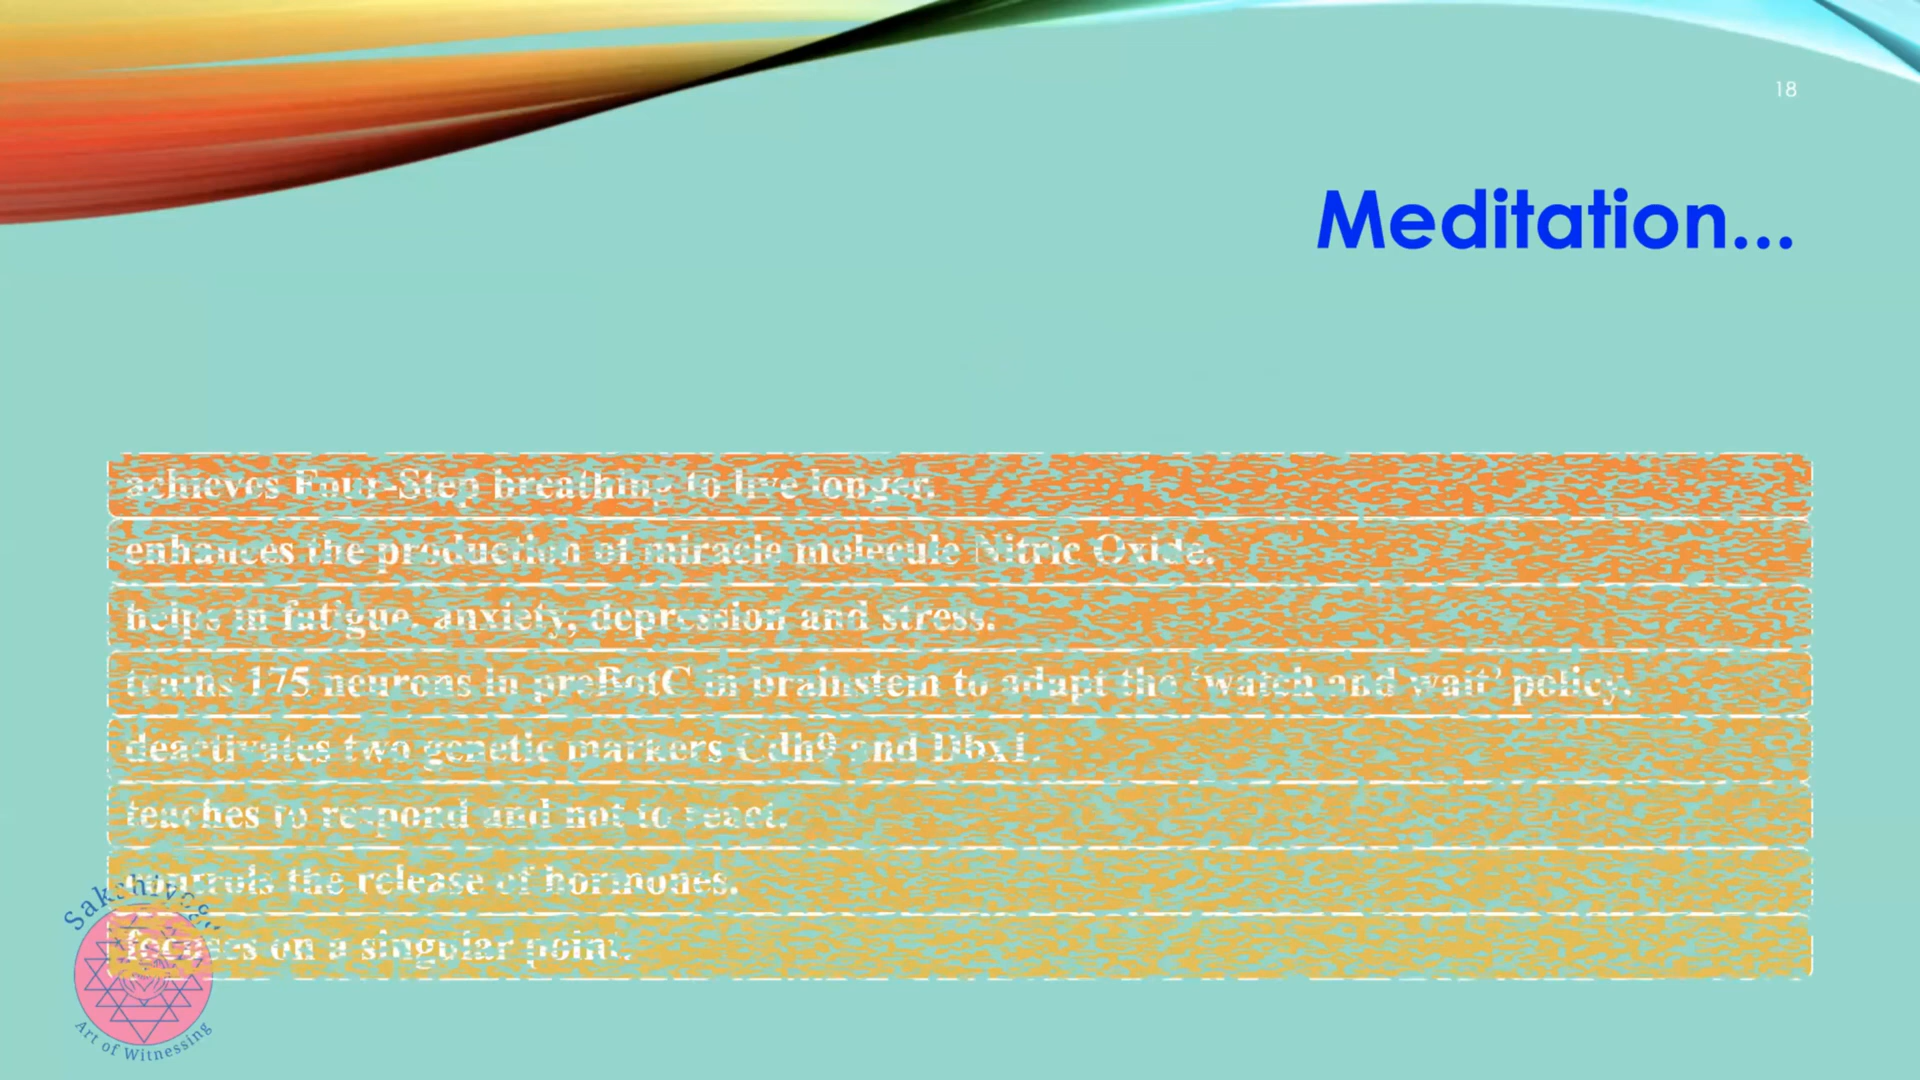 18
Meditation...
achieves Four-Step breathing to live longer.
enhances the production of miracle molecule Nitric Oxide.
helps in fatigue, anxiety, depression and stress.
trains 175 neurons in preBotC in brainstem to adapt the ‘watch and wait’ policy.
deactivates two genetic markers Cdh9 and Dbx1.
teaches to respond and not to react.
controls the release of hormones.
focuses on a singular point.
Art of Witnessing